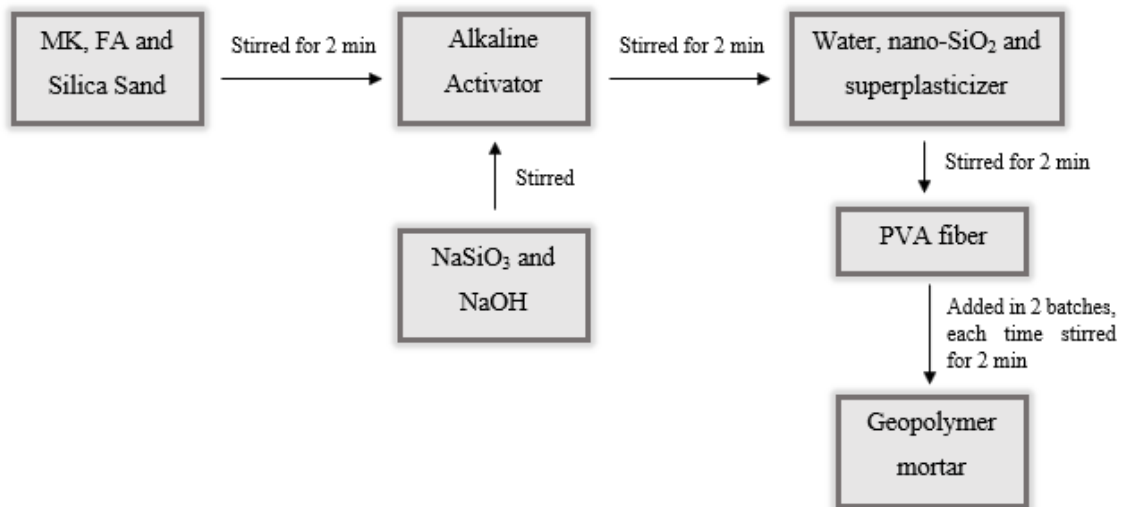 MK, FA and
Silica Sand
Stirred for 2 min
Alkaline
Activator
Stirred for 2 min
Water, nano-SiO₂ and
superplasticizer
Stirred
NaSiO₃ and
NaOH
Stirred for 2 min
PVA fiber
Added in 2 batches,
each time stirred
for 2 min
Geopolymer
mortar